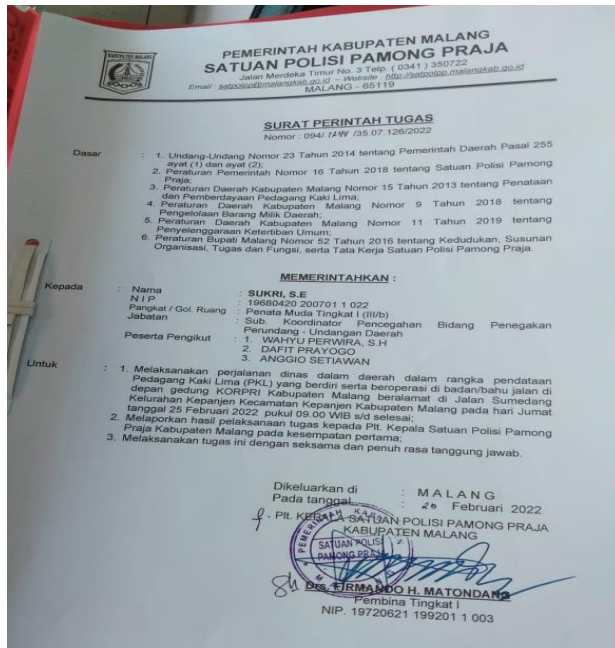 KABUPATEN MALANG
PEMERINTAH KABUPATEN MALANG
SATUAN POLISI PAMONG PRAJA
Jalan Merdeka Timur No. 3 Telp. ( 0341 ) 350722
Email : satpolpp@malangkab.go.id – Website : http://satpolpp.malangkab.go.id
MALANG - 65119
SURAT PERINTAH TUGAS
Nomor : 094/ /35.07.126/2022
Dasar : 1. Undang-Undang Nomor 23 Tahun 2014 tentang Pemerintah Daerah Pasal 255
ayat (1) dan ayat (2);
2. Peraturan Pemerintah Nomor 16 Tahun 2018 tentang Satuan Polisi Pamong
Praja;
3. Peraturan Daerah Kabupaten Malang Nomor 15 Tahun 2013 tentang Penataan
dan Pemberdayaan Pedagang Kaki Lima;
4. Peraturan Daerah Kabupaten Malang Nomor 9 Tahun 2018 tentang
Pengelolaan Barang Milik Daerah;
5. Peraturan Daerah Kabupaten Malang Nomor 11 Tahun 2019 tentang
Penyelenggaraan Ketertiban Umum;
6. Peraturan Bupati Malang Nomor 52 Tahun 2016 tentang Kedudukan, Susunan
Organisasi, Tugas dan Fungsi, serta Tata Kerja Satuan Polisi Pamong Praja.
MEMERINTAHKAN :
Kepada : Nama : SUKRI, S.E
N I P : 19680420 200701 1 022
Pangkat / Gol. Ruang : Penata Muda Tingkat I (III/b)
Jabatan : Sub. Koordinator Pencegahan Bidang Penegakan
Perundang - Undangan Daerah
Peserta Pengikut : 1. WAHYU PERWIRA, S.H
2. DAFIT PRAYOGO
3. ANGGIO SETIAWAN
Untuk : 1. Melaksanakan perjalanan dinas dalam daerah dalam rangka pendataan
Pedagang Kaki Lima (PKL) yang berdiri serta beroperasi di badan/bahu jalan di
depan gedung KORPRI Kabupaten Malang beralamat di Jalan Sumedang
Kelurahan Kepanjen Kecamatan Kepanjen Kabupaten Malang pada hari Jumat
tanggal 25 Februari 2022 pukul 09.00 WIB s/d selesai;
2. Melaporkan hasil pelaksanaan tugas kepada Plt. Kepala Satuan Polisi Pamong
Praja Kabupaten Malang pada kesempatan pertama;
3. Melaksanakan tugas ini dengan seksama dan penuh rasa tanggung jawab.
Dikeluarkan di : M A L A N G
Pada tanggal : Februari 2022
Plt. KEPALA SATUAN POLISI PAMONG PRAJA
KABUPATEN MALANG
SATUAN POLISI
PAMONG PRAJA
Drs. FIRMANDO H. MATONDANG
Pembina Tingkat I
NIP. 19720621 199201 1 003